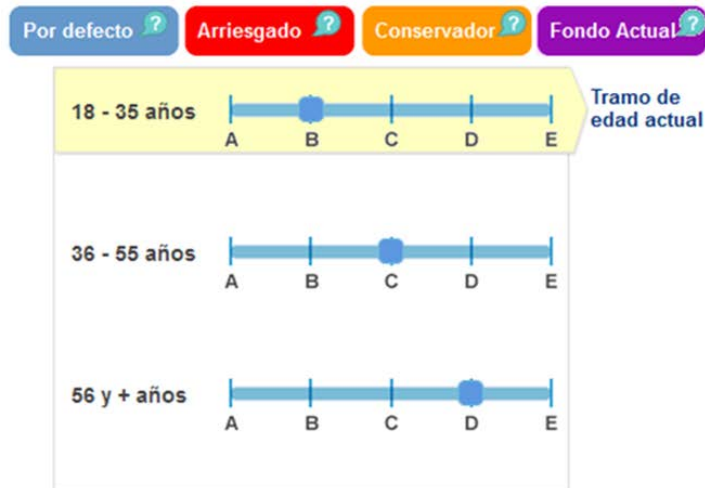 Por defecto ?
Arriesgado ?
Conservador ?
Fondo Actual ?
18 - 35 años
A B C D E
Tramo de
edad actual
36 - 55 años
A B C D E
56 y + años
A B C D E